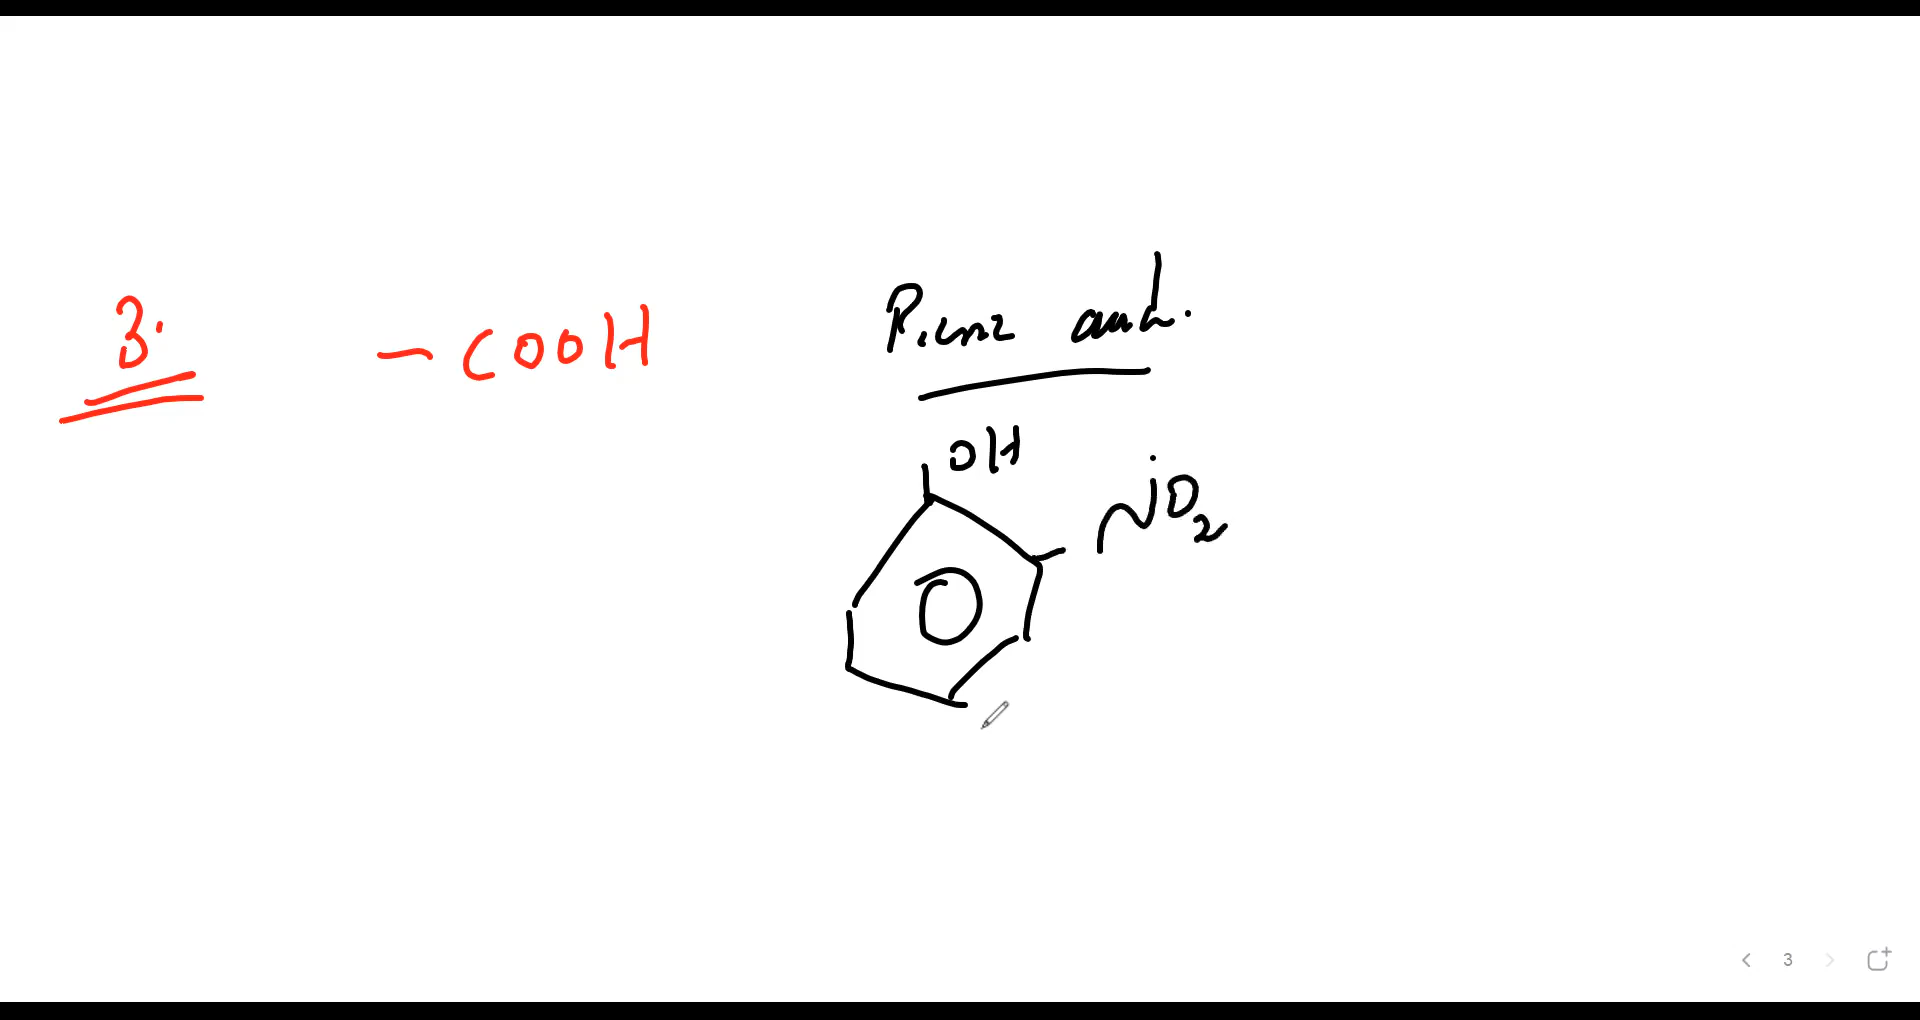 3.
– COOH
Picric acid.
OH
NO2
3